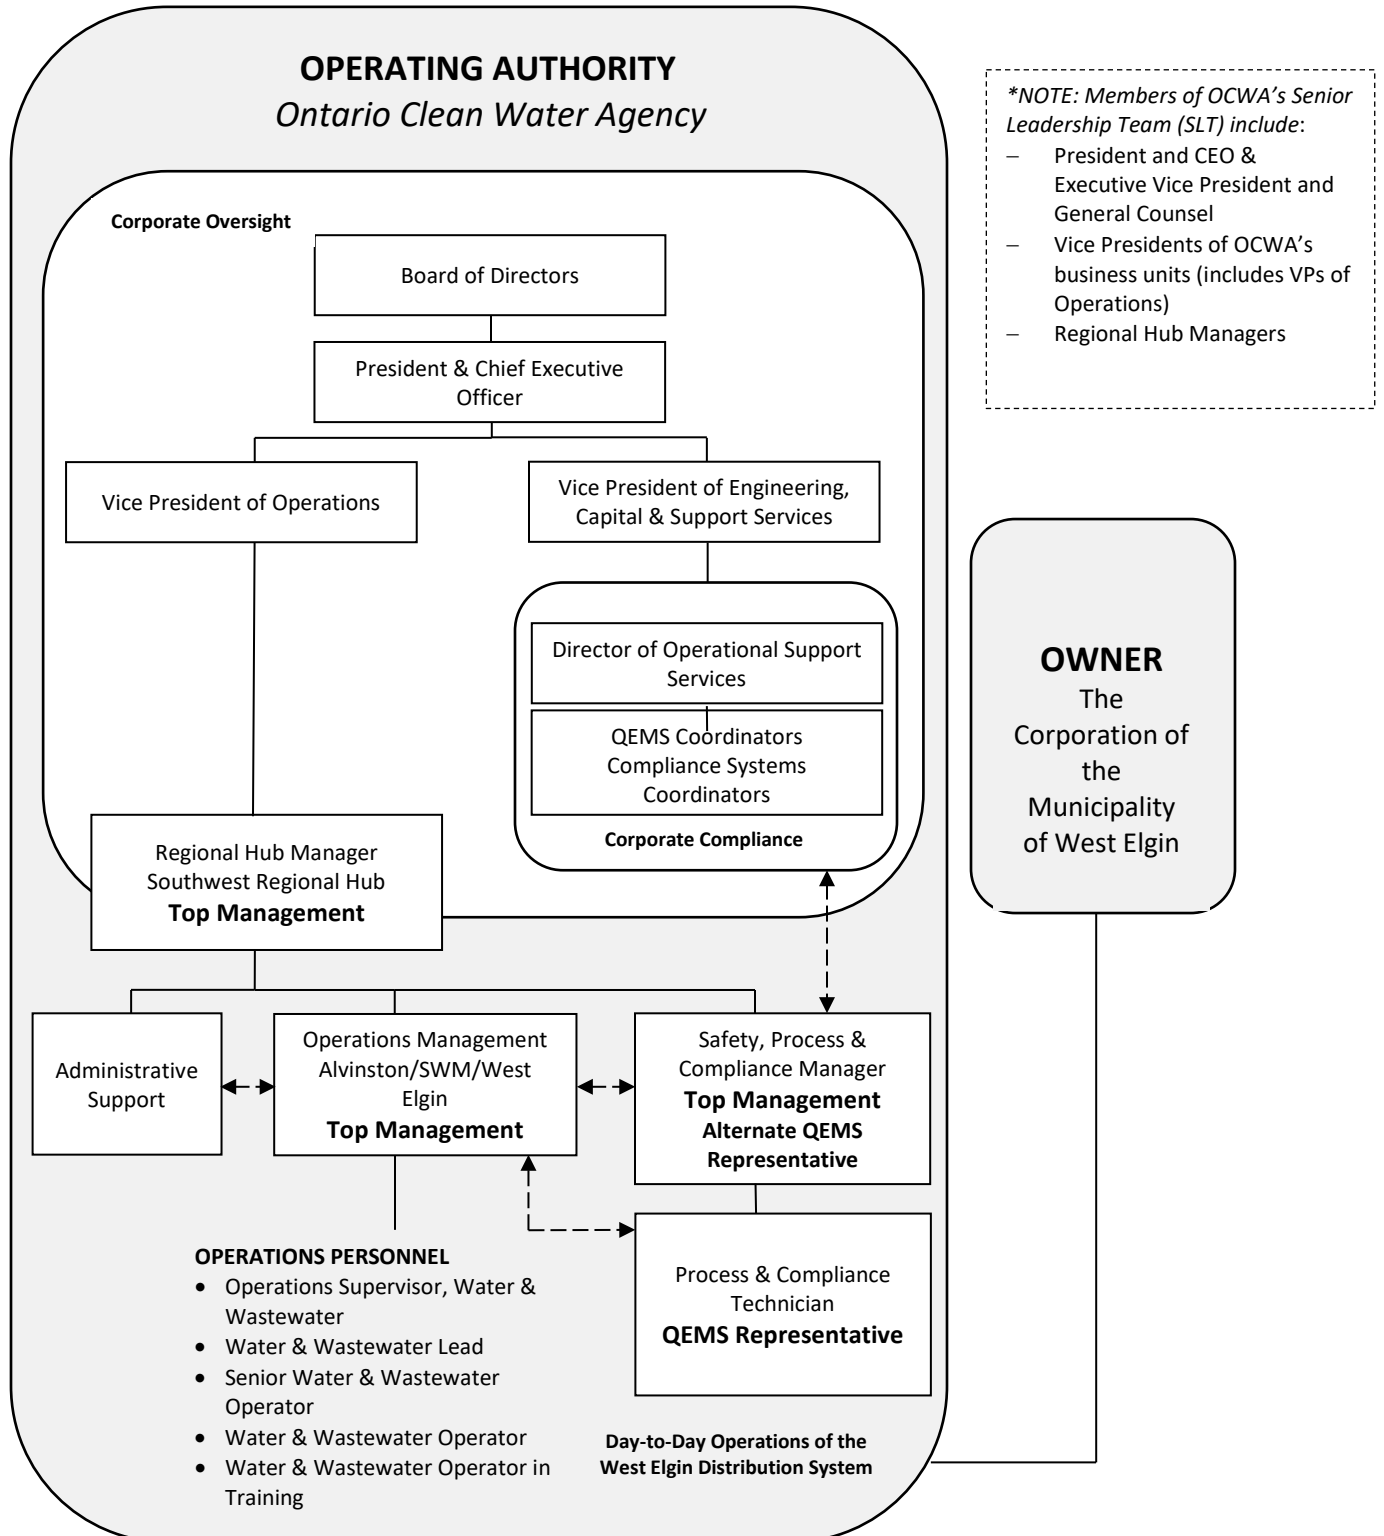 OPERATING AUTHORITY
Ontario Clean Water Agency
*NOTE: Members of OCWA's Senior
Leadership Team (SLT) include:
– President and CEO &
Executive Vice President and
General Counsel
– Vice Presidents of OCWA's
business units (includes VPs of
Operations)
– Regional Hub Managers
Corporate Oversight
Board of Directors
President & Chief Executive
Officer
Vice President of Operations
Vice President of Engineering,
Capital & Support Services
Director of Operational Support
Services
QEMS Coordinators
Compliance Systems
Coordinators
Corporate Compliance
OWNER
The
Corporation of
the
Municipality
of West Elgin
Regional Hub Manager
Southwest Regional Hub
Top Management
Administrative
Support
Operations Management
Alvinston/SWM/West
Elgin
Top Management
Safety, Process &
Compliance Manager
Top Management
Alternate QEMS
Representative
Process & Compliance
Technician
QEMS Representative
OPERATIONS PERSONNEL
• Operations Supervisor, Water &
Wastewater
• Water & Wastewater Lead
• Senior Water & Wastewater
Operator
• Water & Wastewater Operator
• Water & Wastewater Operator in
Training
Day-to-Day Operations of the
West Elgin Distribution System